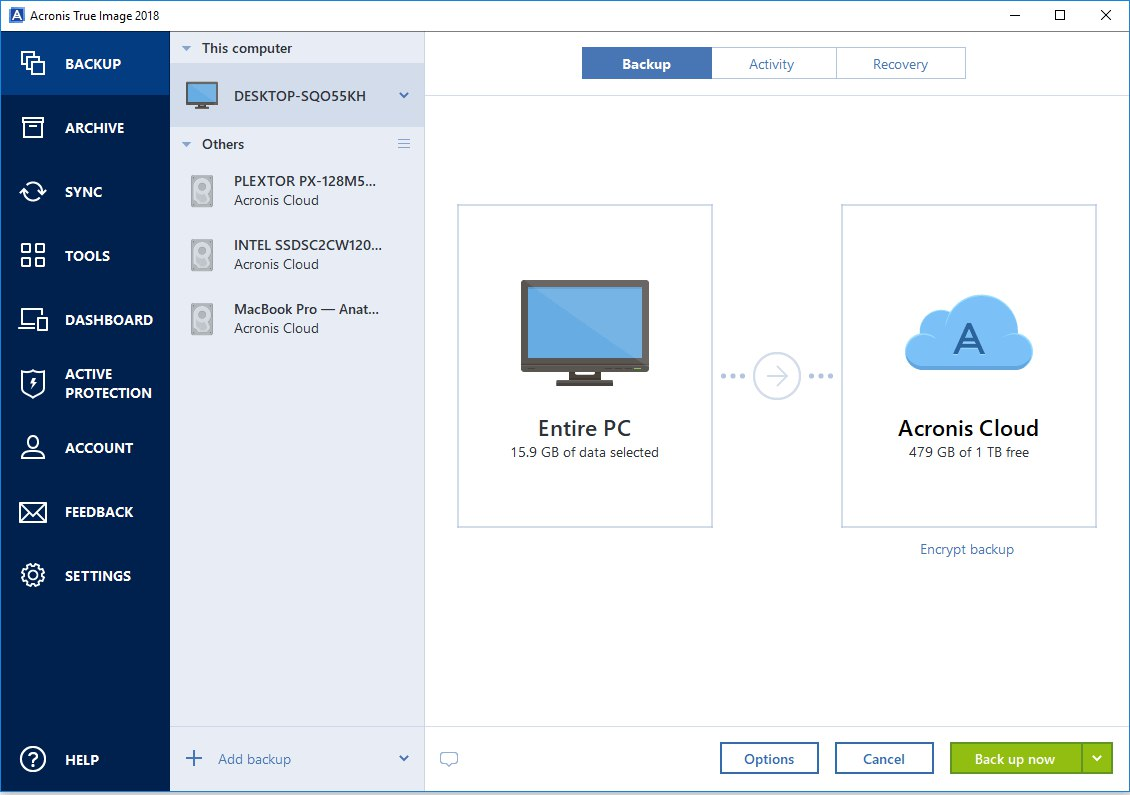 Acronis True Image 2018
BACKUP
ARCHIVE
SYNC
TOOLS
DASHBOARD
ACTIVE
PROTECTION
ACCOUNT
FEEDBACK
SETTINGS
HELP
This computer
DESKTOP-SQO55KH
Others
PLEXTOR PX-128M5...
Acronis Cloud
INTEL SSDSC2CW120...
Acronis Cloud
MacBook Pro — Anat...
Acronis Cloud
Add backup
Backup
Activity
Recovery
Entire PC
15.9 GB of data selected
Acronis Cloud
479 GB of 1 TB free
Encrypt backup
Options
Cancel
Back up now